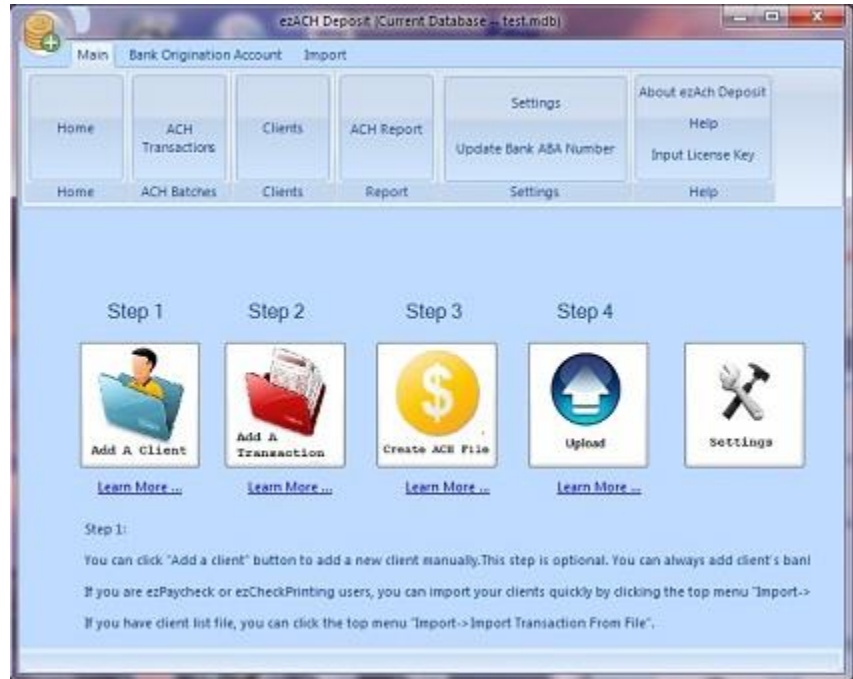 ezACH Deposit (Current Database -- test.mdb)
Main Bank Origination Account Import
Home
ACH
Transactions
Clients
ACH Report
Settings
Update Bank ABA Number
About ezAch Deposit
Help
Input License Key
Home ACH Batches Clients Report Settings Help
Step 1 Step 2 Step 3 Step 4
Add A Client
Add A
Transaction
Create ACH File
Upload
Settings
Learn More ... Learn More ... Learn More ... Learn More ...
Step 1:
You can click "Add a client" button to add a new client manually.This step is optional. You can always add client's banl
If you are ezPaycheck or ezCheckPrinting users, you can import your clients quickly by clicking the top menu "Import->
If you have client list file, you can click the top menu "Import->Import Transaction From File".